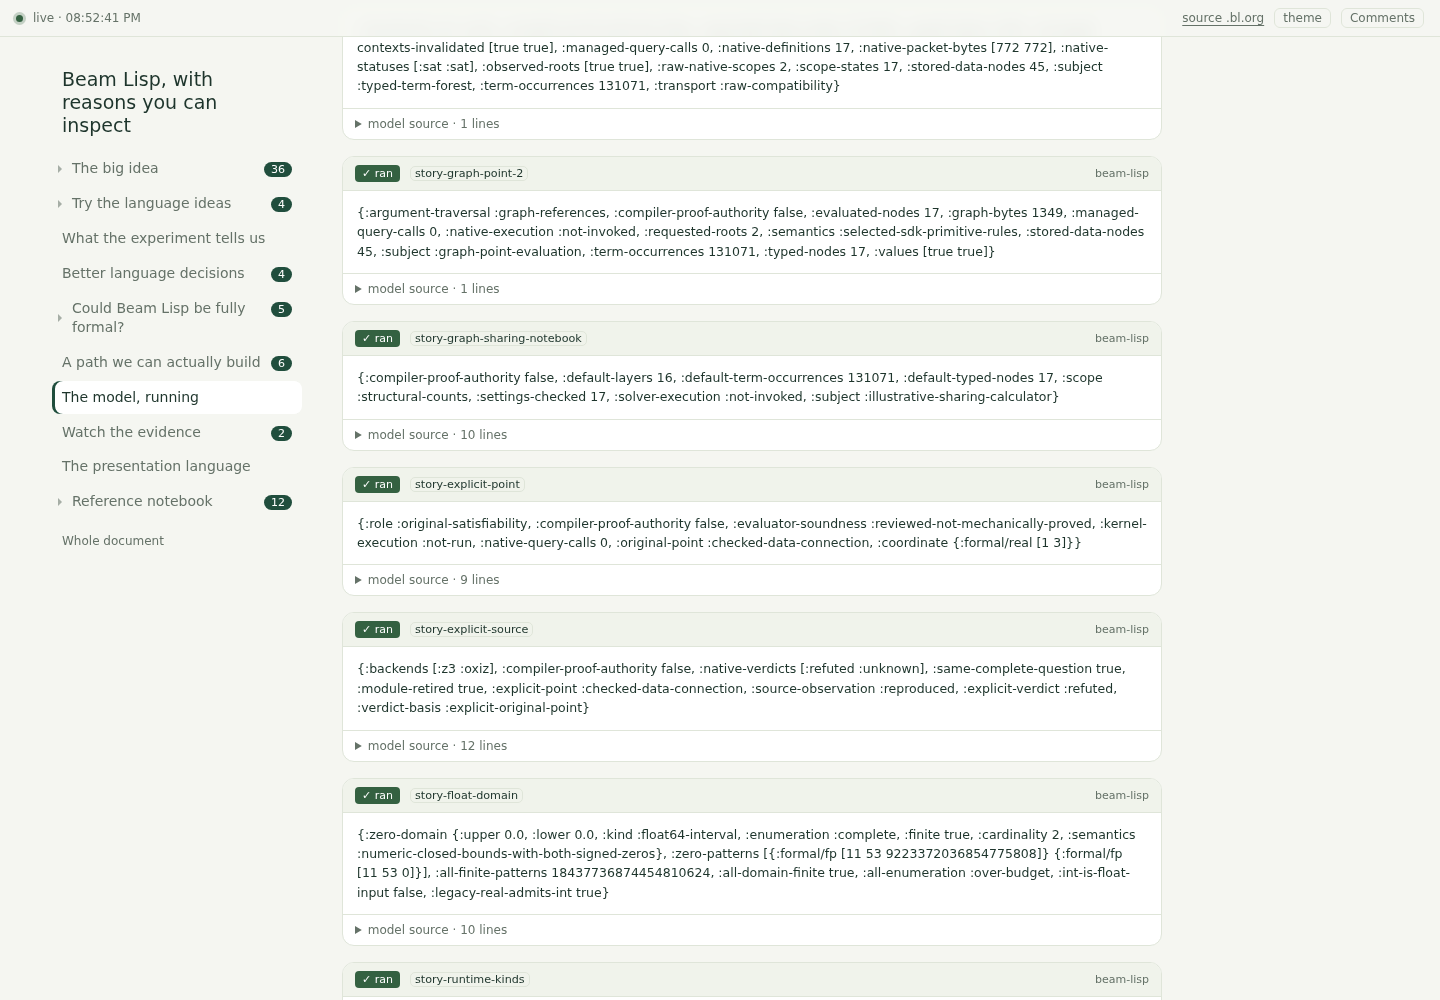 live · 08:52:41 PM
source .bl.org
theme
Comments
Beam Lisp, with
reasons you can
inspect
The big idea 36
Try the language ideas 4
What the experiment tells us
Better language decisions 4
Could Beam Lisp be fully 5
formal?
A path we can actually build 6
The model, running
Watch the evidence 2
The presentation language
Reference notebook 12
Whole document
contexts-invalidated [true true], :managed-query-calls 0, :native-definitions 17, :native-packet-bytes [772 772], :native-
statuses [:sat :sat], :observed-roots [true true], :raw-native-scopes 2, :scope-states 17, :stored-data-nodes 45, :subject
:typed-term-forest, :term-occurrences 131071, :transport :raw-compatibility}
model source · 1 lines
✓ ran story-graph-point-2 beam-lisp
{:argument-traversal :graph-references, :compiler-proof-authority false, :evaluated-nodes 17, :graph-bytes 1349, :managed-
query-calls 0, :native-execution :not-invoked, :requested-roots 2, :semantics :selected-sdk-primitive-rules, :stored-data-nodes
45, :subject :graph-point-evaluation, :term-occurrences 131071, :typed-nodes 17, :values [true true]}
model source · 1 lines
✓ ran story-graph-sharing-notebook beam-lisp
{:compiler-proof-authority false, :default-layers 16, :default-term-occurrences 131071, :default-typed-nodes 17, :scope
:structural-counts, :settings-checked 17, :solver-execution :not-invoked, :subject :illustrative-sharing-calculator}
model source · 10 lines
✓ ran story-explicit-point beam-lisp
{:role :original-satisfiability, :compiler-proof-authority false, :evaluator-soundness :reviewed-not-mechanically-proved, :kernel-
execution :not-run, :native-query-calls 0, :original-point :checked-data-connection, :coordinate {:formal/real [1 3]}}
model source · 9 lines
✓ ran story-explicit-source beam-lisp
{:backends [:z3 :oxiz], :compiler-proof-authority false, :native-verdicts [:refuted :unknown], :same-complete-question true,
:module-retired true, :explicit-point :checked-data-connection, :source-observation :reproduced, :explicit-verdict :refuted,
:verdict-basis :explicit-original-point}
model source · 12 lines
✓ ran story-float-domain beam-lisp
{:zero-domain {:upper 0.0, :lower 0.0, :kind :float64-interval, :enumeration :complete, :finite true, :cardinality 2, :semantics
:numeric-closed-bounds-with-both-signed-zeros}, :zero-patterns [{:formal/fp [11 53 9223372036854775808]} {:formal/fp
[11 53 0]}], :all-finite-patterns 18437736874454810624, :all-domain-finite true, :all-enumeration :over-budget, :int-is-float-
input false, :legacy-real-admits-int true}
model source · 10 lines
✓ ran story-runtime-kinds beam-lisp